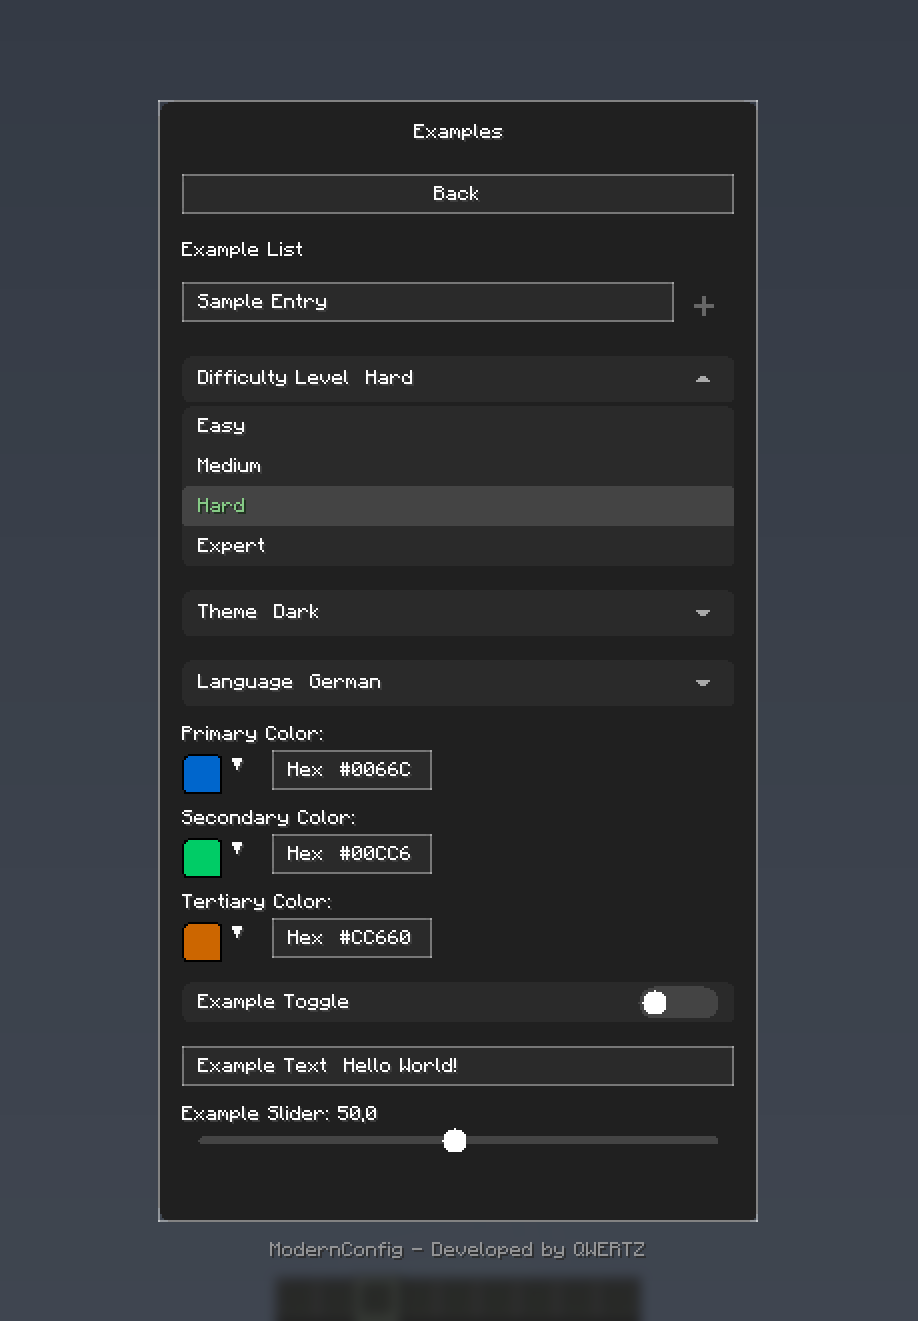 Examples
Back
Example List
Sample Entry
Difficulty Level  Hard
Easy
Medium
Hard
Expert
Theme  Dark
Language  German
Primary Color:
Hex  #0066C
Secondary Color:
Hex  #00CC6
Tertiary Color:
Hex  #CC660
Example Toggle
Example Text  Hello World!
Example Slider: 50,0
ModernConfig – Developed by QWERTZ